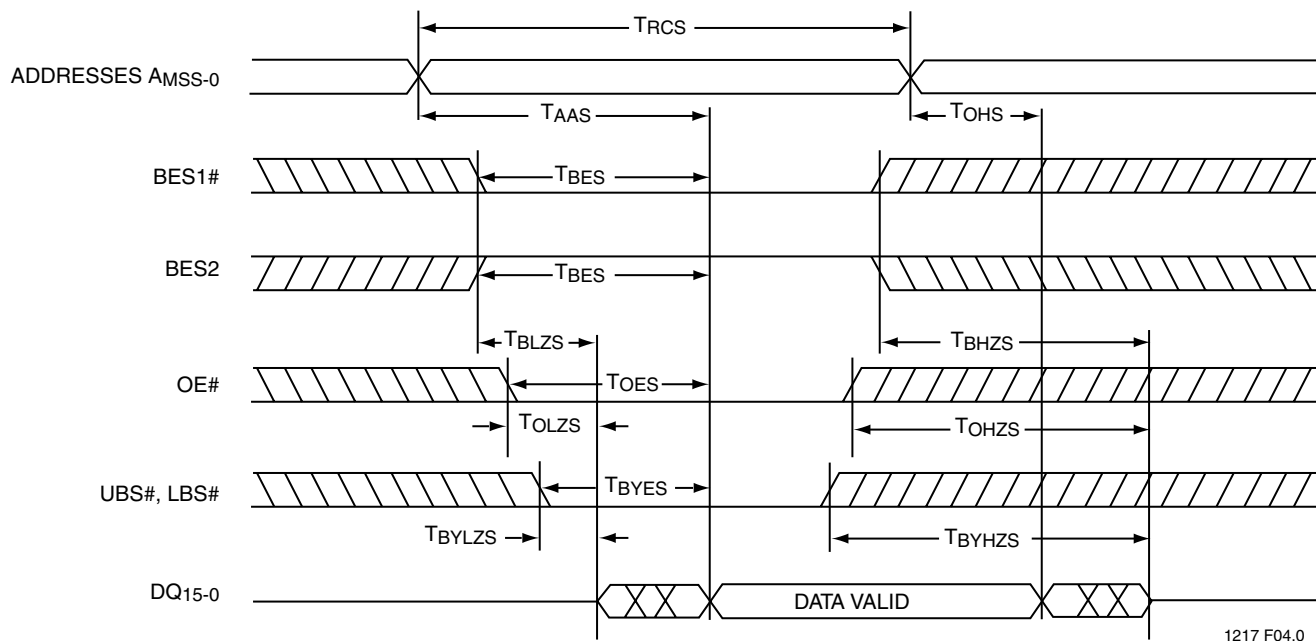 TRCS
ADDRESSES AMSS-0
TAAS
TOHS
BES1#
TBES
BES2
TBES
TBLZS
TBHZS
OE#
TOES
TOLZS
TOHZS
UBS#, LBS#
TBYES
TBYLZS
TBYHZS
DQ15-0
DATA VALID
1217 F04.0